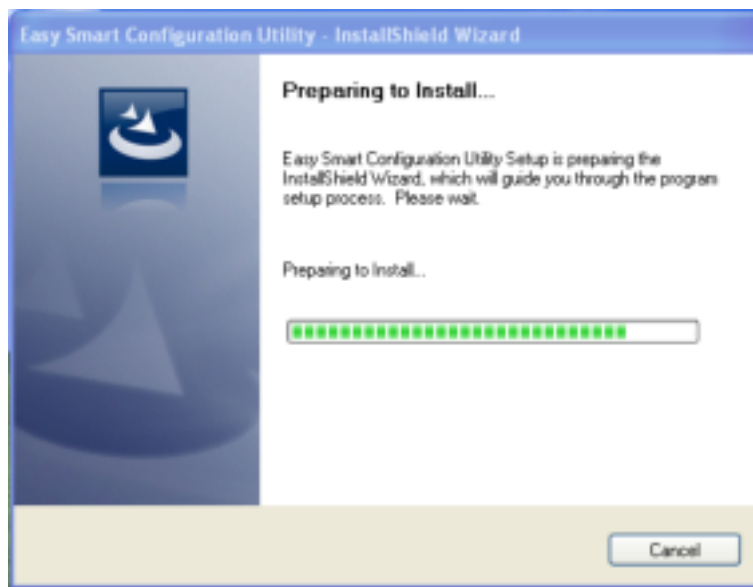 Easy Smart Configuration Utility - InstallShield Wizard
Preparing to Install...
Easy Smart Configuration Utility Setup is preparing the
InstallShield Wizard, which will guide you through the program
setup process. Please wait.
Preparing to Install...
Cancel